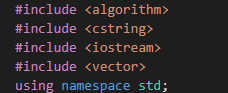 #include <algorithm>
#include <cstring>
#include <iostream>
#include <vector>
using namespace std;